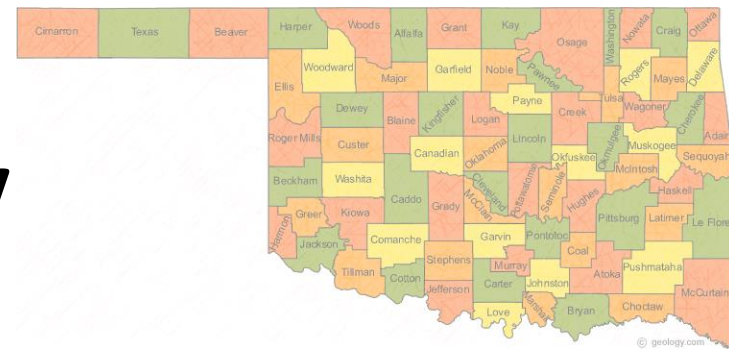 Cimarron Texas Beaver Harper Woods Alfalfa Grant Kay Osage Washington Nowata Craig Ottawa
Ellis Woodward Major Garfield Noble Pawnee Rogers Mayes Delaware
Dewey Blaine Kingfisher Logan Payne Creek Tulsa Wagoner Cherokee Adair
Roger Mills Custer Canadian Oklahoma Lincoln Okfuskee Okmulgee Muskogee Sequoyah
Beckham Washita Caddo Grady Cleveland McClain Pottawatomie Seminole Hughes McIntosh Haskell
Harmon Greer Kiowa Comanche Garvin Pontotoc Pittsburg Latimer Le Flore
Jackson Tillman Cotton Stephens Murray Coal Atoka Pushmataha
Jefferson Carter Johnston McCurtain
Love Marshall Bryan Choctaw
© geology.com